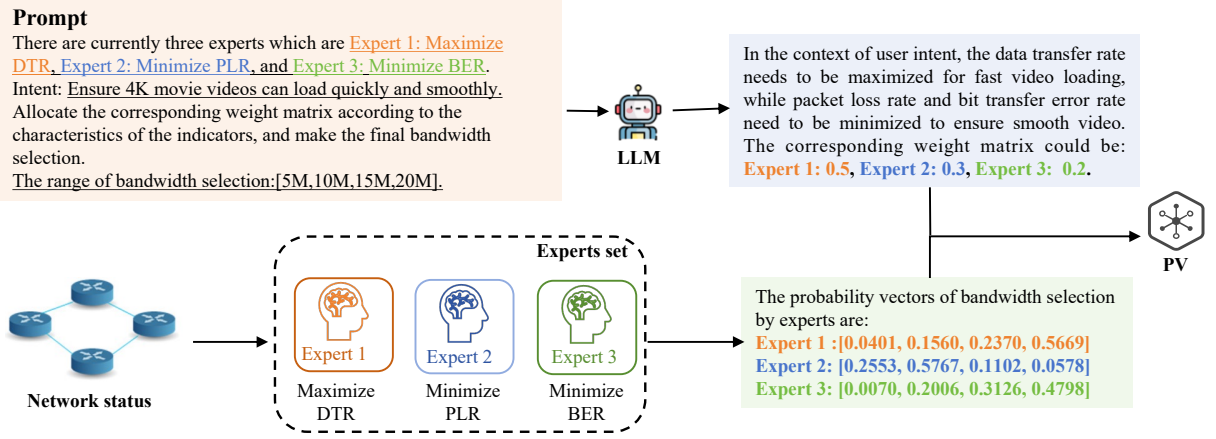 Prompt
There are currently three experts which are Expert 1: Maximize
DTR, Expert 2: Minimize PLR, and Expert 3: Minimize BER.
Intent: Ensure 4K movie videos can load quickly and smoothly.
Allocate the corresponding weight matrix according to the
characteristics of the indicators, and make the final bandwidth
selection.
The range of bandwidth selection:[5M,10M,15M,20M].
LLM
In the context of user intent, the data transfer rate
needs to be maximized for fast video loading,
while packet loss rate and bit transfer error rate
need to be minimized to ensure smooth video.
The corresponding weight matrix could be:
Expert 1: 0.5, Expert 2: 0.3, Expert 3: 0.2.
PV
Network status
Experts set
Expert 1
Expert 2
Expert 3
Maximize
DTR
Minimize
PLR
Minimize
BER
The probability vectors of bandwidth selection
by experts are:
Expert 1 :[0.0401, 0.1560, 0.2370, 0.5669]
Expert 2: [0.2553, 0.5767, 0.1102, 0.0578]
Expert 3: [0.0070, 0.2006, 0.3126, 0.4798]